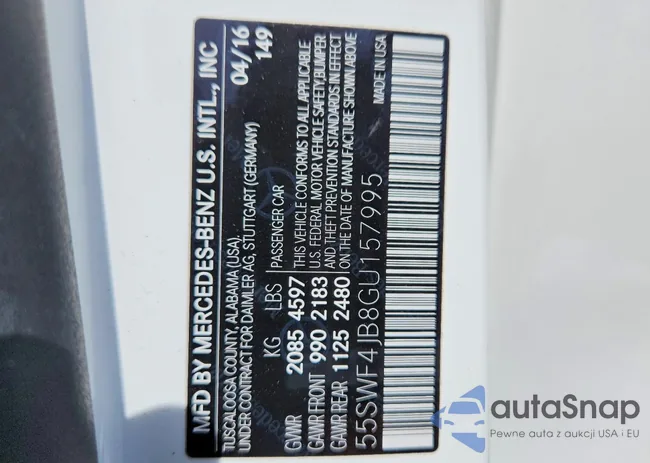 MFD BY MERCEDES-BENZ U.S. INTL., INC
TUSCALOOSA COUNTY, ALABAMA (USA),
UNDER CONTRACT FOR DAIMLER AG, STUTTGART (GERMANY)
04/16
149
KG LBS
GVWR 2085 4597
GAWR FRONT 990 2183
GAWR REAR 1125 2480
PASSENGER CAR
THIS VEHICLE CONFORMS TO ALL APPLICABLE
U.S. FEDERAL MOTOR VEHICLE SAFETY,BUMPER
AND THEFT PREVENTION STANDARDS IN EFFECT
ON THE DATE OF MANUFACTURE SHOWN ABOVE
55SWF4JB8GU157995
MADE IN USA
autoSnap
Pewne auta z aukcji USA i EU